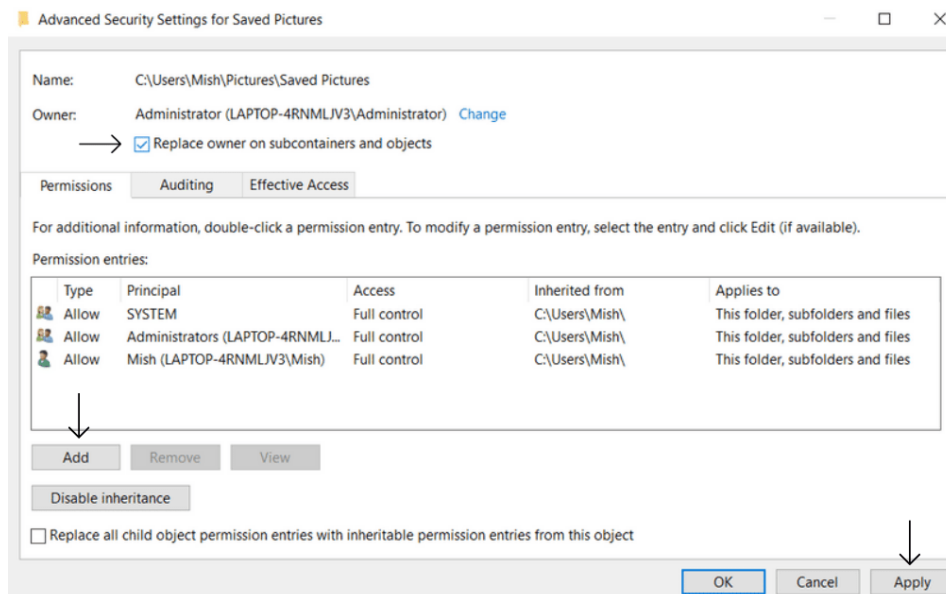 Advanced Security Settings for Saved Pictures
Name: C:\Users\Mish\Pictures\Saved Pictures
Owner: Administrator (LAPTOP-4RNMLJV3\Administrator) Change
Replace owner on subcontainers and objects
Permissions Auditing Effective Access
For additional information, double-click a permission entry. To modify a permission entry, select the entry and click Edit (if available).
Permission entries:
Type Principal Access Inherited from Applies to
Allow SYSTEM Full control C:\Users\Mish\ This folder, subfolders and files
Allow Administrators (LAPTOP-4RNMLJ... Full control C:\Users\Mish\ This folder, subfolders and files
Allow Mish (LAPTOP-4RNMLJV3\Mish) Full control C:\Users\Mish\ This folder, subfolders and files
Add Remove View
Disable inheritance
Replace all child object permission entries with inheritable permission entries from this object
OK Cancel Apply